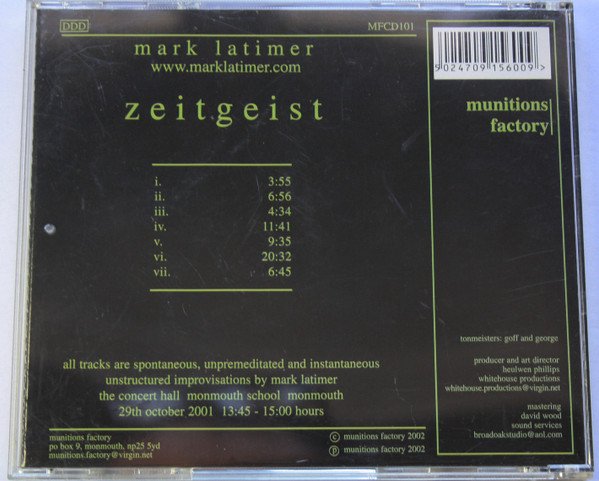 DDD
MFCD101
mark latimer
www.marklatimer.com
zeitgeist
i. 3:55
ii. 6:56
iii. 4:34
iv. 11:41
v. 9:35
vi. 20:32
vii. 6:45
all tracks are spontaneous, unpremeditated and instantaneous
unstructured improvisations by mark latimer
the concert hall monmouth school monmouth
29th october 2001 13:45 - 15:00 hours
munitions factory
po box 9, monmouth, np25 5yd
munitions.factory@virgin.net
© munitions factory 2002
℗ munitions factory 2002
5 024709 156009 >
munitions
factory
tonmeisters: goff and george
producer and art director
heulwen phillips
whitehouse productions
whitehouse.productions@virgin.net
mastering
david wood
sound services
broadoakstudio@aol.com